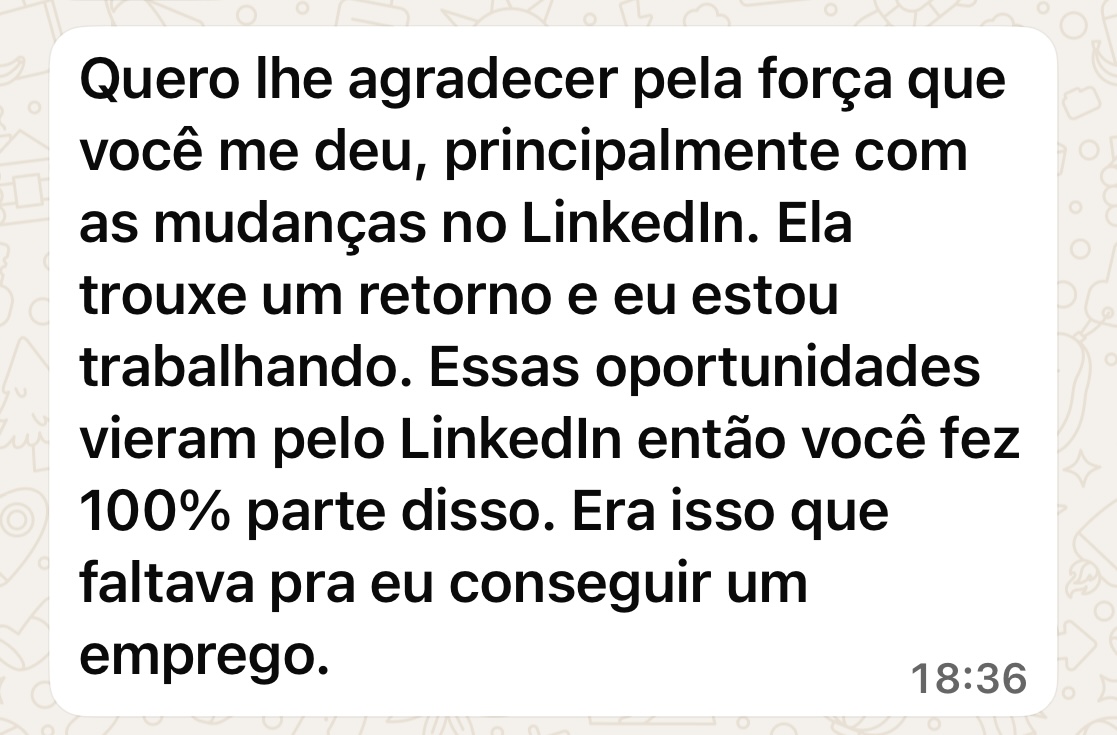 Quero lhe agradecer pela força que
você me deu, principalmente com
as mudanças no LinkedIn. Ela
trouxe um retorno e eu estou
trabalhando. Essas oportunidades
vieram pelo LinkedIn então você fez
100% parte disso. Era isso que
faltava pra eu conseguir um
emprego.
18:36